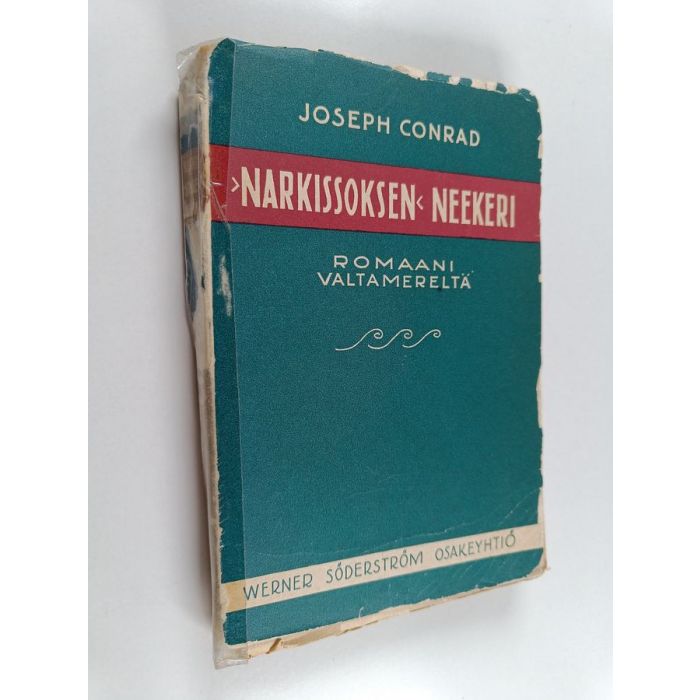 JOSEPH CONRAD
›NARKISSOKSEN‹ NEEKERI
ROMAANI
VALTAMERELTÄ
WERNER SÖDERSTRÖM OSAKEYHTIÖ